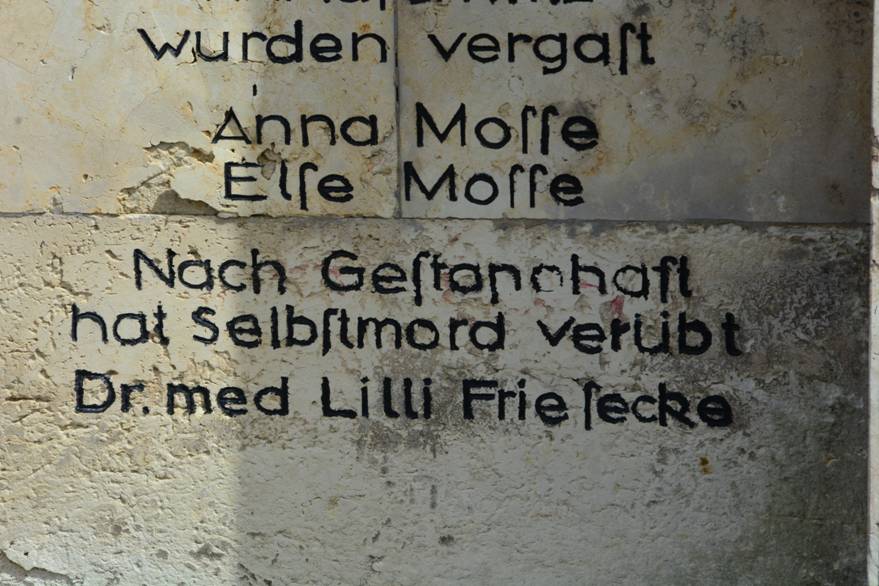 wurden vergaſt
Anna Moſſe
Elſe Moſſe
Nach Geſtapohaft
hat Selbſtmord verübt
Dr. med Lilli Frieſecke